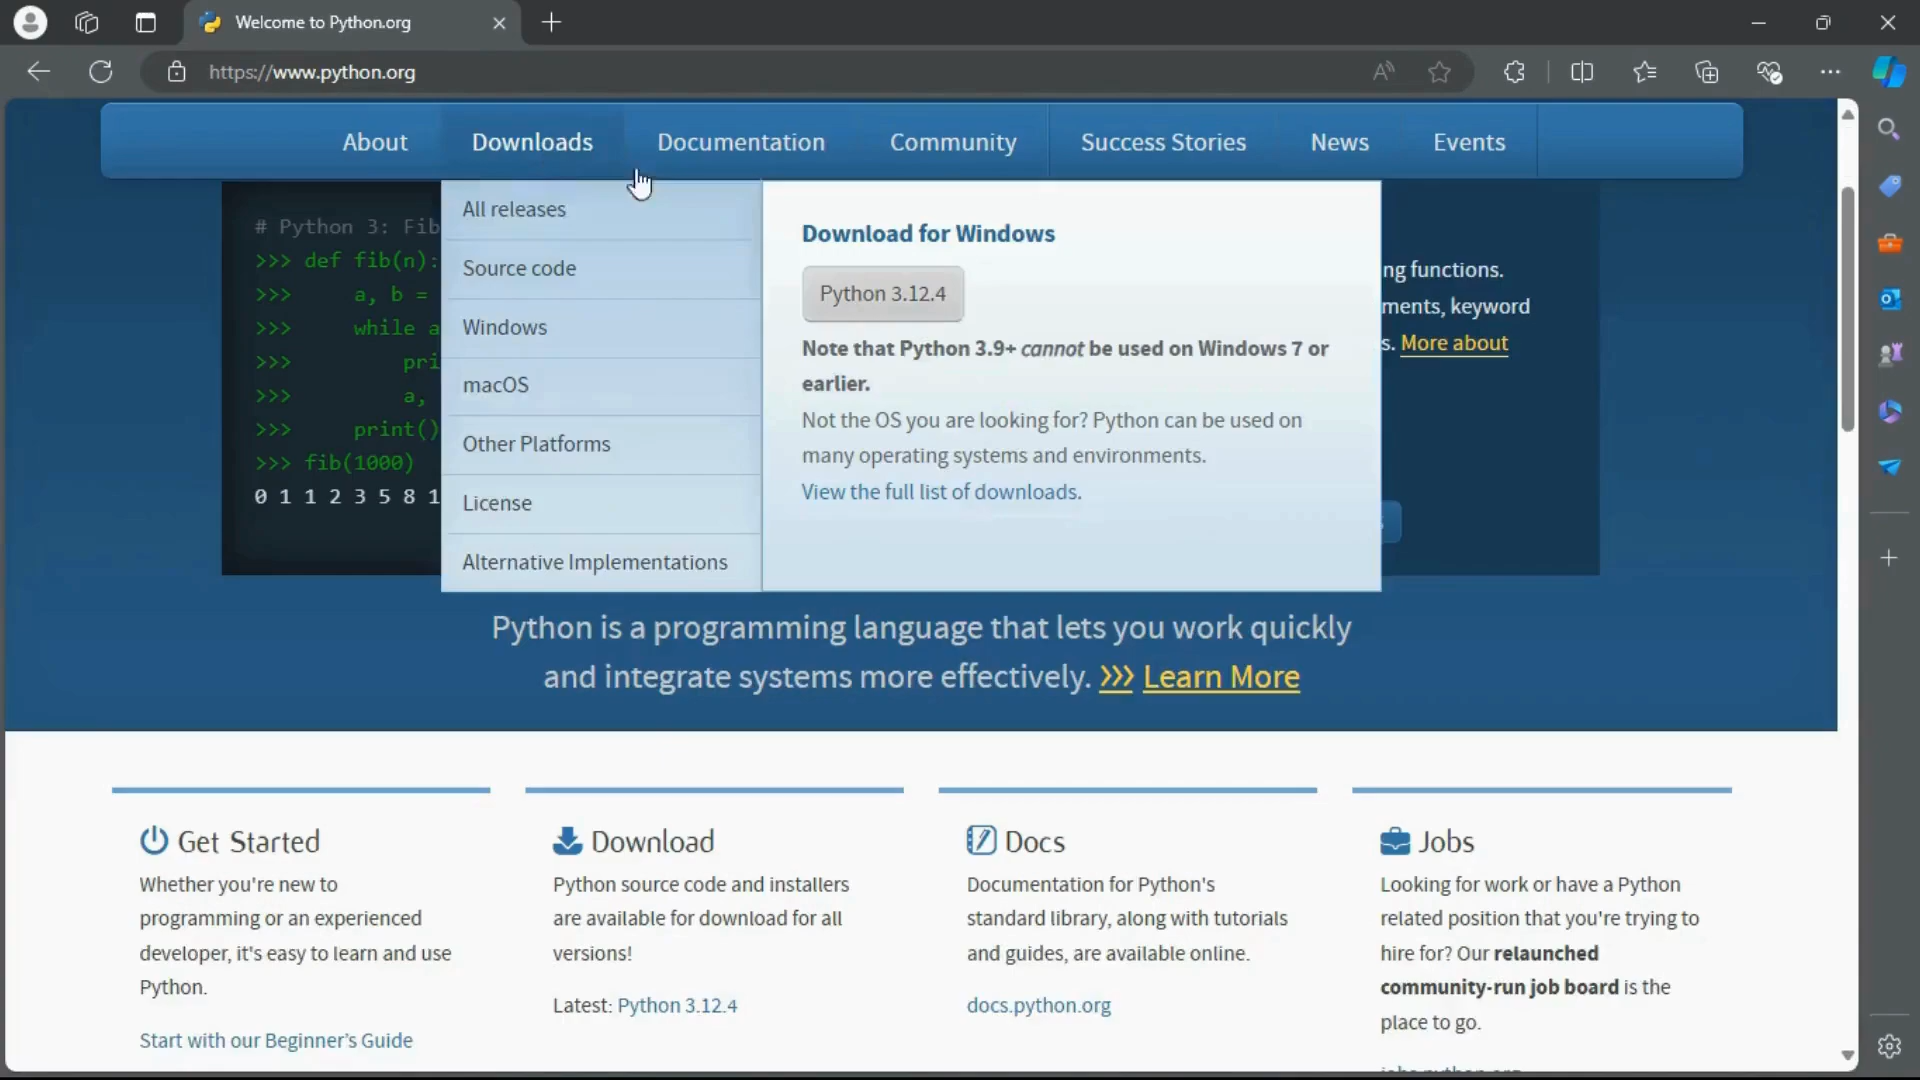 Welcome to Python.org
https://www.python.org
About
Downloads
Documentation
Community
Success Stories
News
Events
All releases
Source code
Windows
macOS
Other Platforms
License
Alternative Implementations
Download for Windows
Python 3.12.4
Note that Python 3.9+ cannot be used on Windows 7 or
earlier.
Not the OS you are looking for? Python can be used on
many operating systems and environments.
View the full list of downloads.
# Python 3: Fib
>>> def fib(n):
>>> a, b =
>>> while a
>>> pri
>>> a,
>>> print()
>>> fib(1000)
0 1 1 2 3 5 8 1
ng functions.
ments, keyword
s. More about
Python is a programming language that lets you work quickly
and integrate systems more effectively. >>> Learn More
Get Started
Whether you're new to
programming or an experienced
developer, it's easy to learn and use
Python.
Start with our Beginner's Guide
Download
Python source code and installers
are available for download for all
versions!
Latest: Python 3.12.4
Docs
Documentation for Python's
standard library, along with tutorials
and guides, are available online.
docs.python.org
Jobs
Looking for work or have a Python
related position that you're trying to
hire for? Our relaunched
community-run job board is the
place to go.